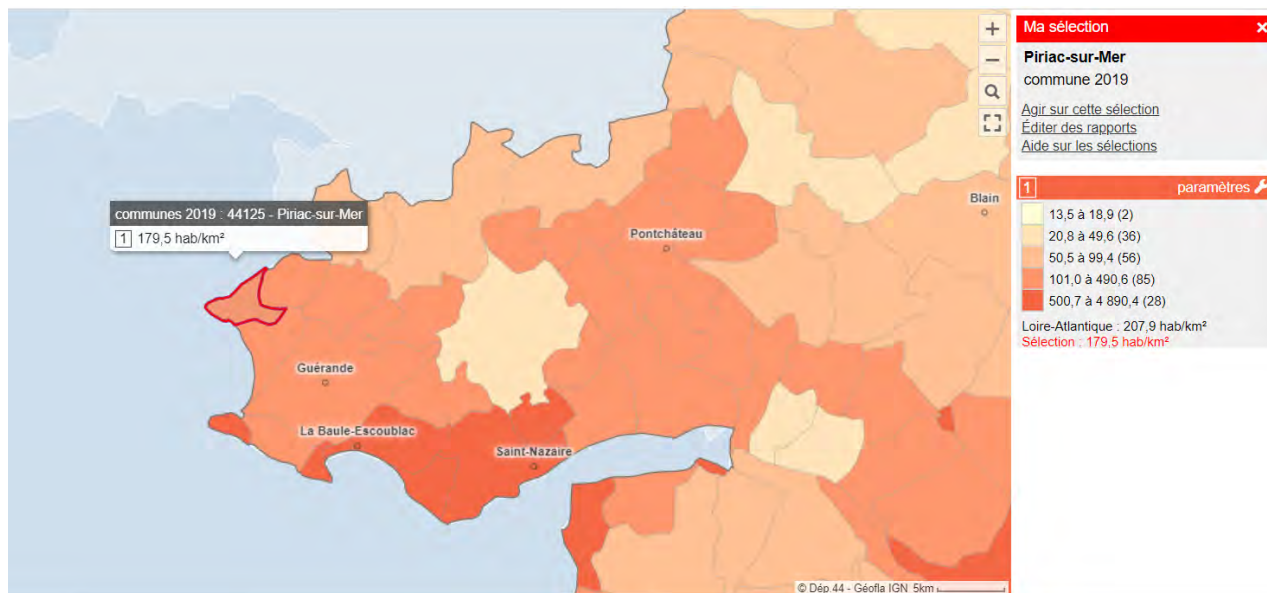 communes 2019 : 44125 - Piriac-sur-Mer
1 179,5 hab/km²
Blain
Pontchâteau
Guérande
La Baule-Escoublac
Saint-Nazaire
© Dép.44 - Géofla IGN 5km
Ma sélection
Piriac-sur-Mer
commune 2019
Agir sur cette sélection
Éditer des rapports
Aide sur les sélections
1 paramètres
13,5 à 18,9 (2)
20,8 à 49,6 (36)
50,5 à 99,4 (56)
101,0 à 490,6 (85)
500,7 à 4 890,4 (28)
Loire-Atlantique : 207,9 hab/km²
Sélection : 179,5 hab/km²